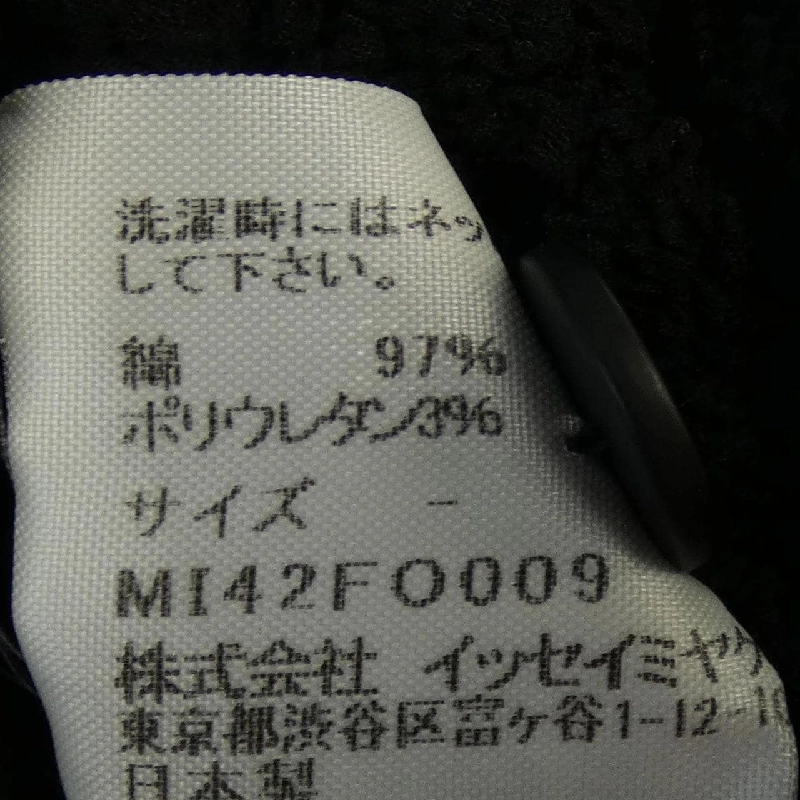 洗濯時にはネッ
して下さい。
綿 97%
ポリウレタン3%
サイズ -
MI42FO009
株式会社 イッセイミヤケ
東京都渋谷区富ヶ谷1-12-10
日本製